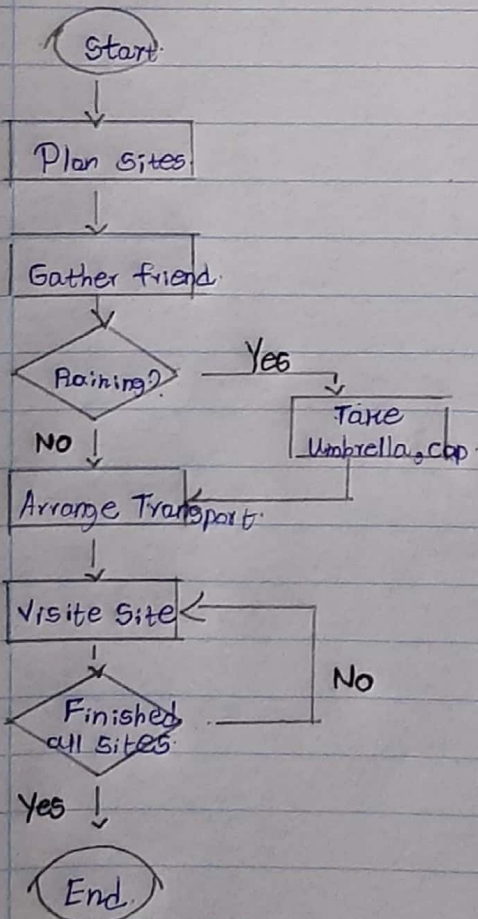 Start
Plan sites
Gather friend.
Raining?
Yes
Take
Umbrella, cap
NO
Arrange Transport.
Visite Site
No
Finished
all sites.
Yes
End